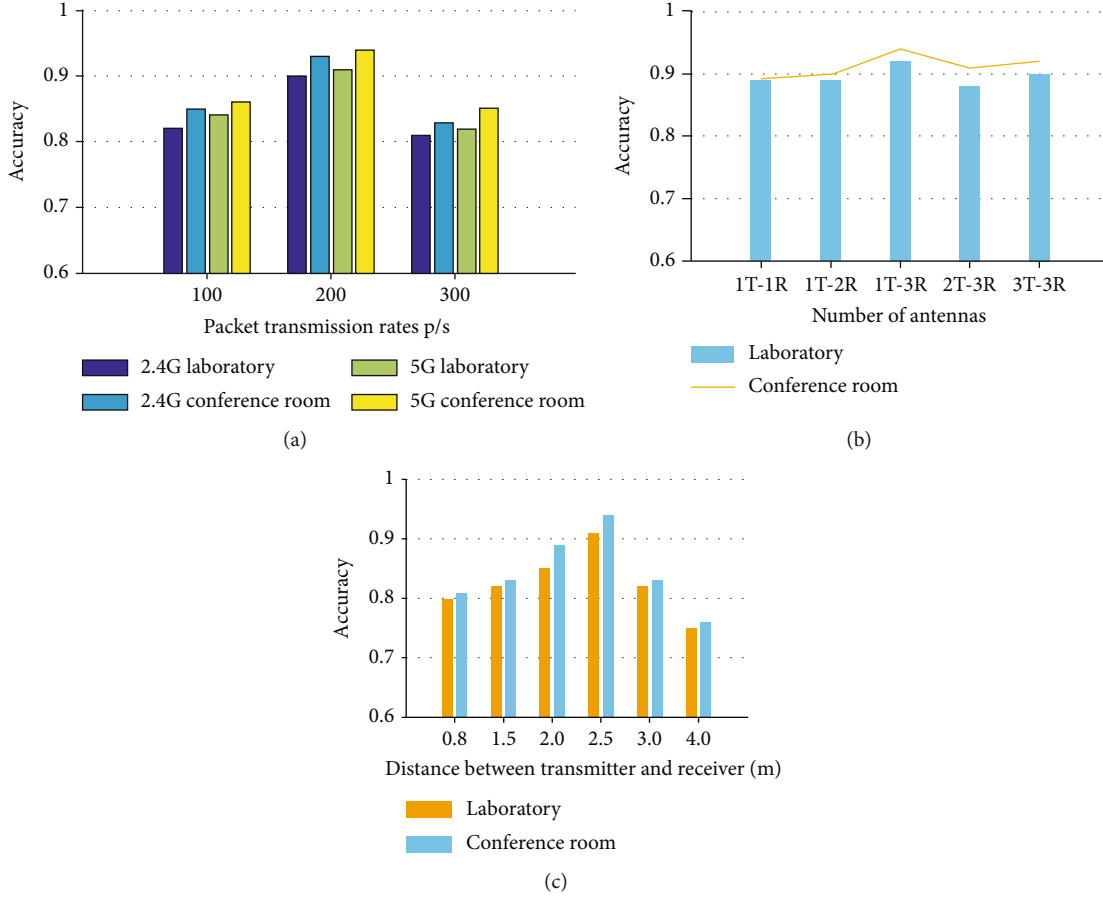 1
0.9
0.8
0.7
0.6
Accuracy
100 200 300
Packet transmission rates p/s
2.4G laboratory 5G laboratory
2.4G conference room 5G conference room
(a)
1
0.9
0.8
0.7
0.6
Accuracy
1T-1R 1T-2R 1T-3R 2T-3R 3T-3R
Number of antennas
Laboratory
Conference room
(b)
1
0.9
0.8
0.7
0.6
Accuracy
0.8 1.5 2.0 2.5 3.0 4.0
Distance between transmitter and receiver (m)
Laboratory
Conference room
(c)